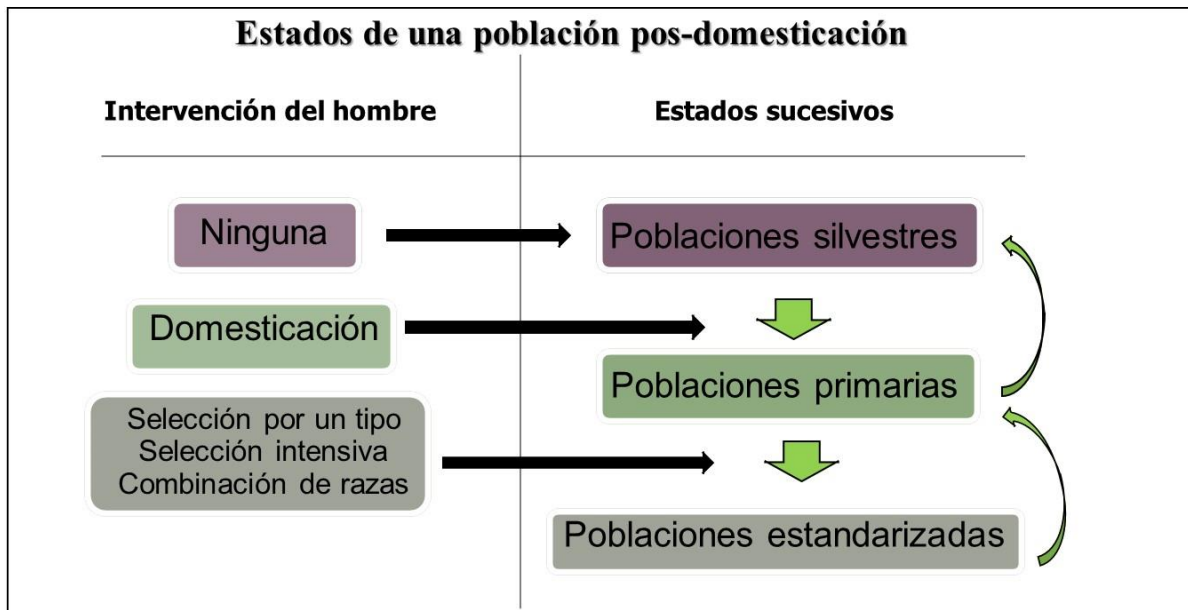 Estados de una población pos-domesticación
Intervención del hombre
Estados sucesivos
Ninguna
Poblaciones silvestres
Domesticación
Poblaciones primarias
Selección por un tipo
Selección intensiva
Combinación de razas
Poblaciones estandarizadas